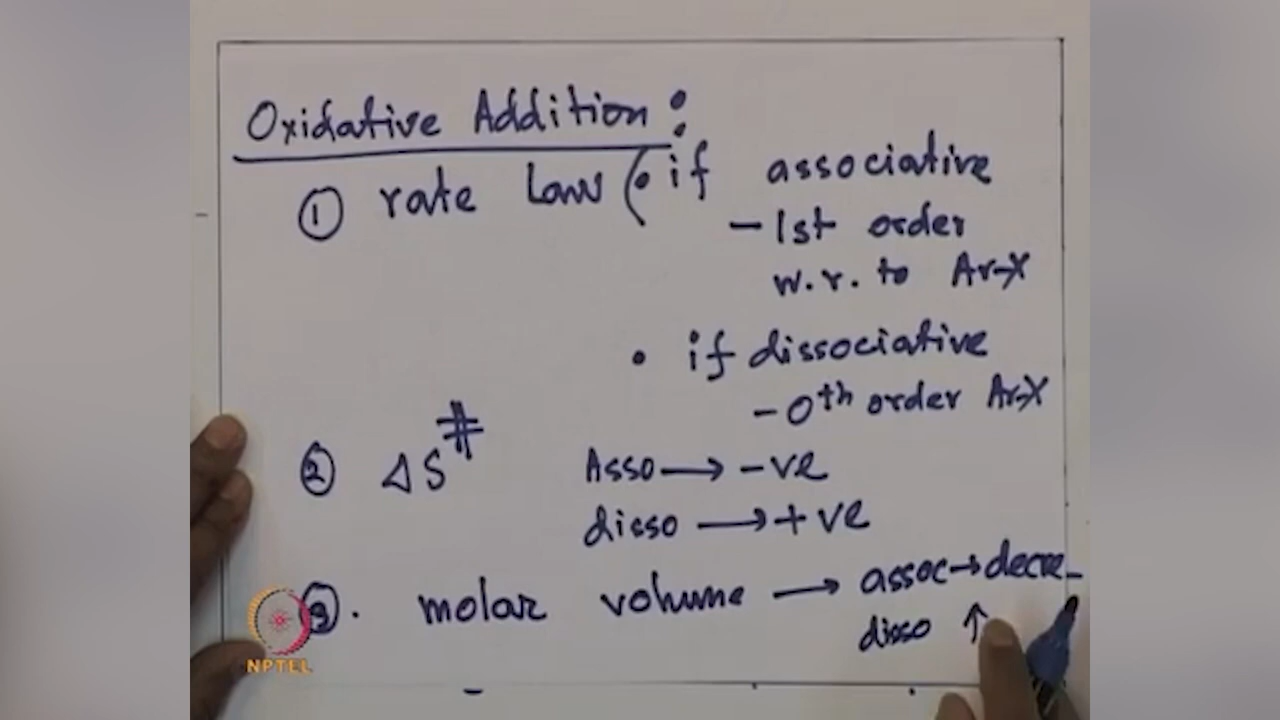 Oxidative Addition :
① rate law ( • if associative
- 1st order
w.r. to Ar-X
• if dissociative
- 0th order Ar-X
② ΔS‡ Asso → -ve
disso → +ve
③. molar volume → assoc → decre-
disso ↑
NPTEL